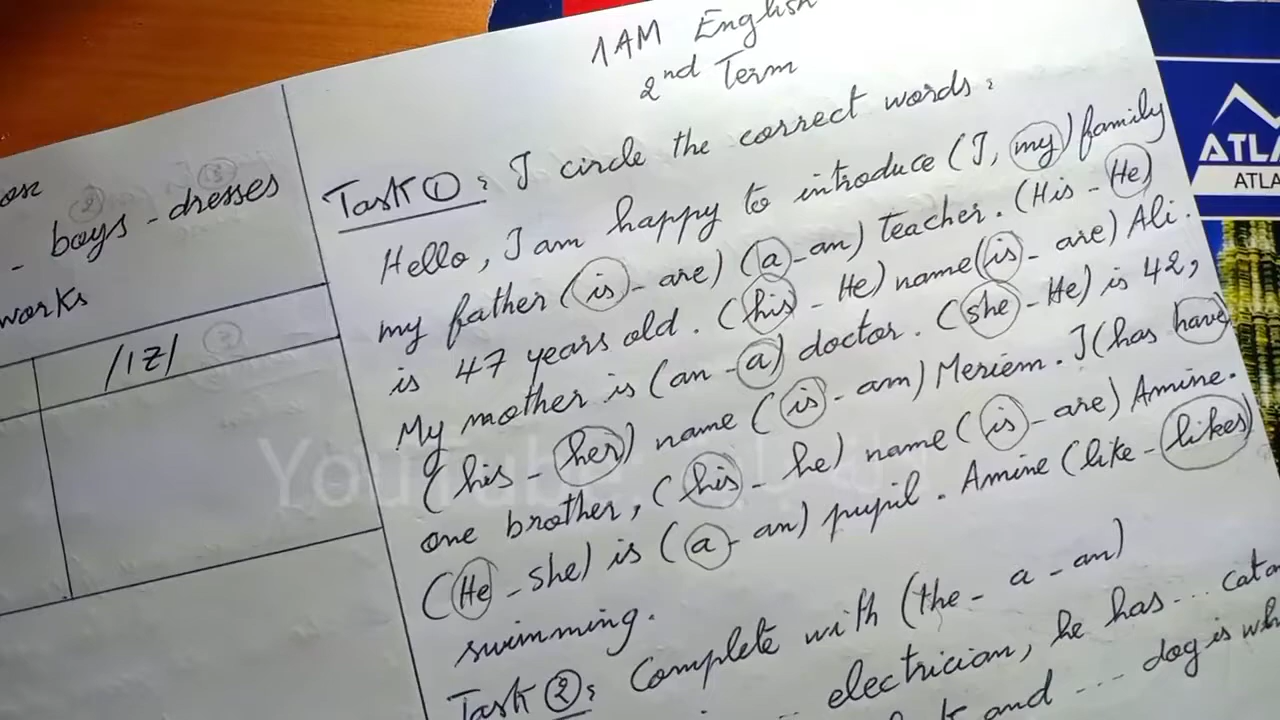 1AM English
2nd Term
Task ①: I circle the correct words:
Hello, I am happy to introduce (I, my) family
my father (is - are) (a - an) teacher. (His - He)
is 47 years old. (his - He) name (is - are) Ali.
My mother is (an - a) doctor. (she - He) is 42,
(his - her) name (is - am) Meriem. I (has have)
one brother, (his - he) name (is - are) Amine.
(He - she) is (a - an) pupil. Amine (like - likes)
swimming.
Task ②: Complete with (the - a - an)
electrician, he has ...
and ... dog is
- boys - dresses
works
/IZ/
YouTube
ATLA
ATLA